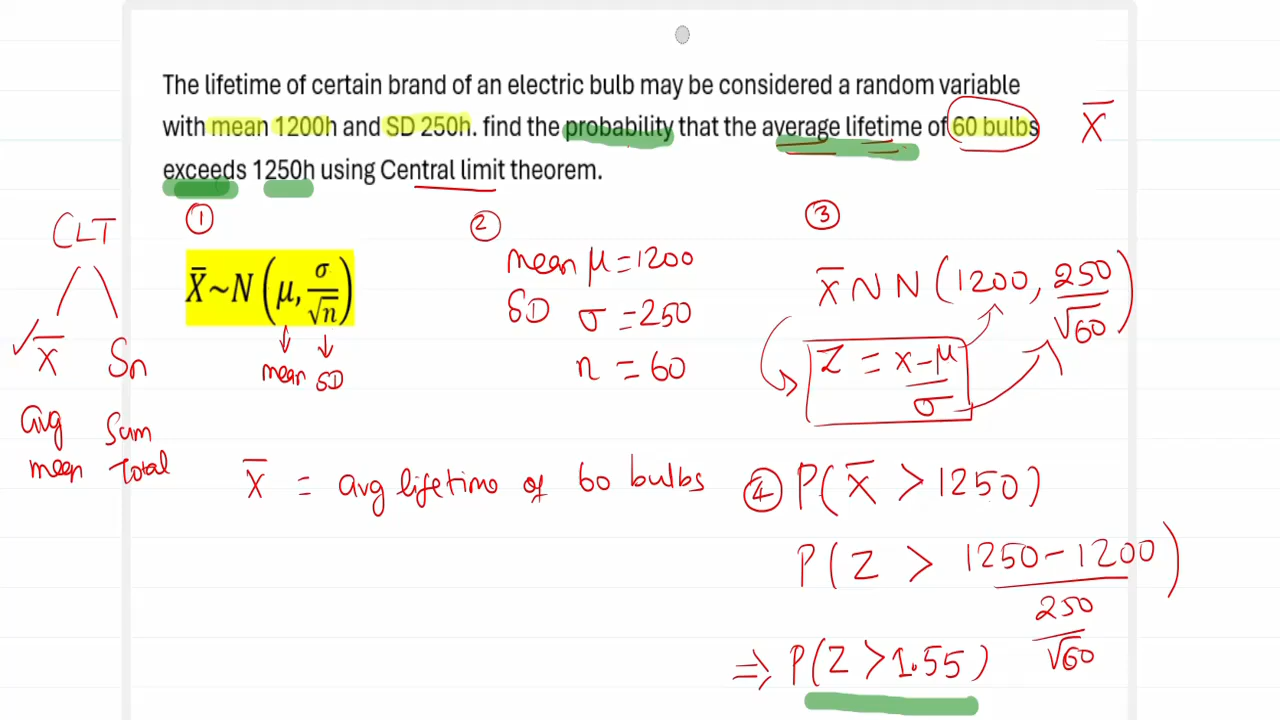 The lifetime of certain brand of an electric bulb may be considered a random variable
with mean 1200h and SD 250h. find the probability that the average lifetime of 60 bulbs
exceeds 1250h using Central limit theorem.
X̄
CLT
X̄ Sn
avg Sum
mean Total
①
X̄~N(μ, σ/√n)
mean SD
②
mean μ = 1200
SD σ = 250
n = 60
③
X̄ ~ N(1200, 250/√60)
Z = x-μ/σ
X̄ = avg lifetime of 60 bulbs
④ P(X̄ > 1250)
P(Z > 1250-1200/250/√60)
⇒ P(Z > 1.55)